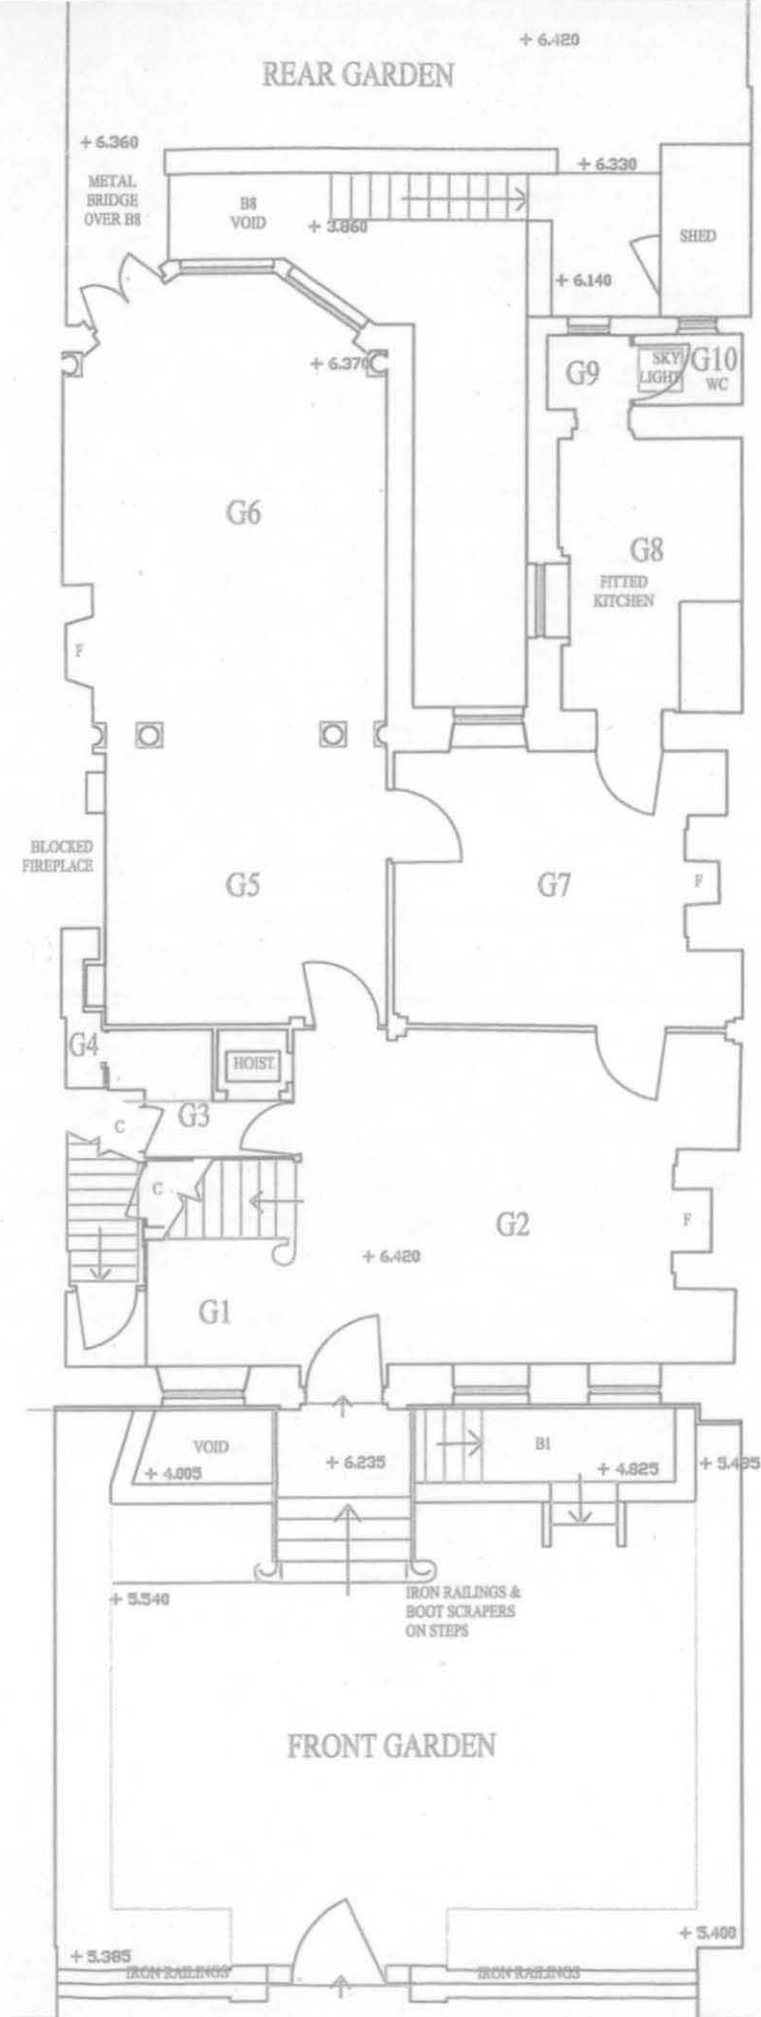 + 6.420
REAR GARDEN
+ 6.360
+ 6.330
METAL
BRIDGE
OVER B8
B8
VOID
+ 3.860
SHED
+ 6.140
+ 6.370
G9
SKY
LIGHT
G10
WC
G6
G8
FITTED
KITCHEN
F
BLOCKED
FIREPLACE
G5
G7
F
G4
HOIST
G3
C
C
G2
F
+ 6.420
G1
VOID
+ 4.005
+ 6.235
B1
+ 4.825
+ 5.495
+ 5.540
IRON RAILINGS &
BOOT SCRAPERS
ON STEPS
FRONT GARDEN
+ 5.400
+ 5.385
IRON RAILINGS
IRON RAILINGS